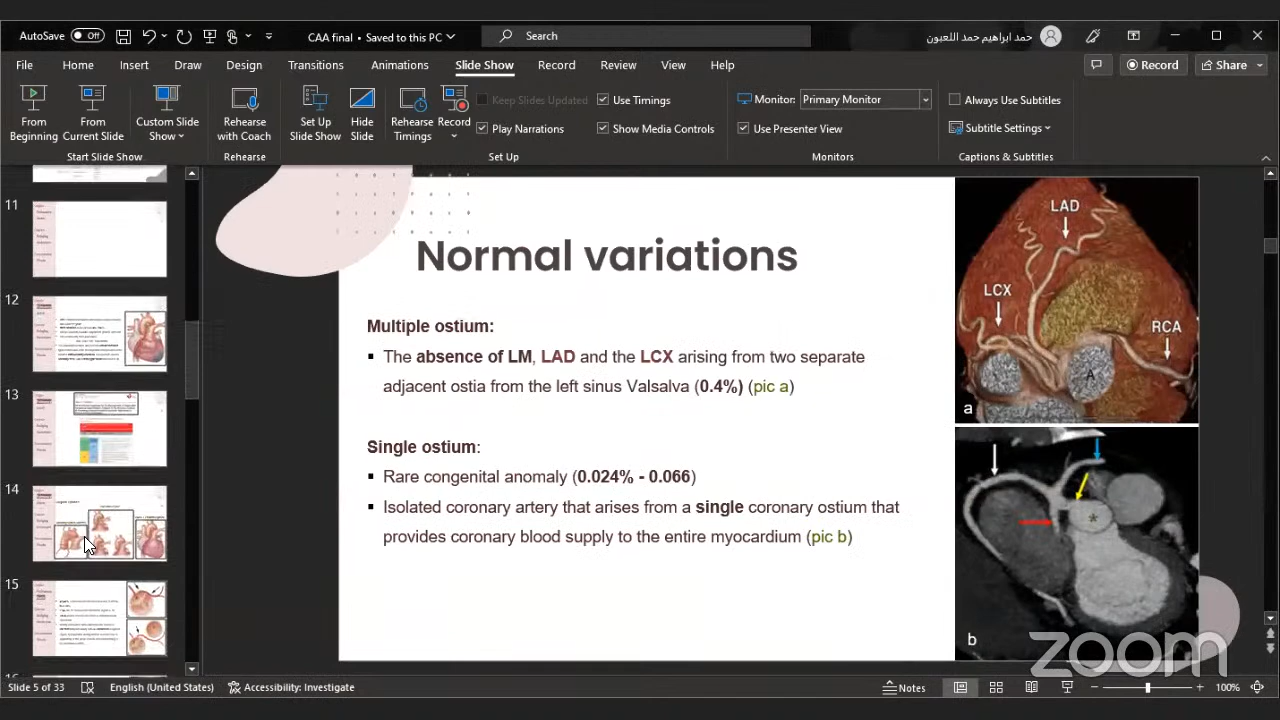 AutoSave Off CAA final • Saved to this PC Search حمد ابراهيم حمد اللعبون
File Home Insert Draw Design Transitions Animations Slide Show Record Review View Help Record Share
From Beginning
From Current Slide
Custom Slide Show
Rehearse with Coach
Set Up Slide Show
Hide Slide
Rehearse Timings
Record
Keep Slides Updated
Use Timings
Play Narrations
Show Media Controls
Monitor: Primary Monitor
Use Presenter View
Always Use Subtitles
Subtitle Settings
Start Slide Show Rehearse Set Up Monitors Captions & Subtitles
11
12
13
14
15
Normal variations
Multiple ostium:
▪ The absence of LM, LAD and the LCX arising from two separate
adjacent ostia from the left sinus Valsalva (0.4%) (pic a)
Single ostium:
▪ Rare congenital anomaly (0.024% - 0.066)
▪ Isolated coronary artery that arises from a single coronary ostium that
provides coronary blood supply to the entire myocardium (pic b)
LAD
LCX
RCA
A
a
*
b
zoom
Slide 5 of 33 English (United States) Accessibility: Investigate Notes 100%